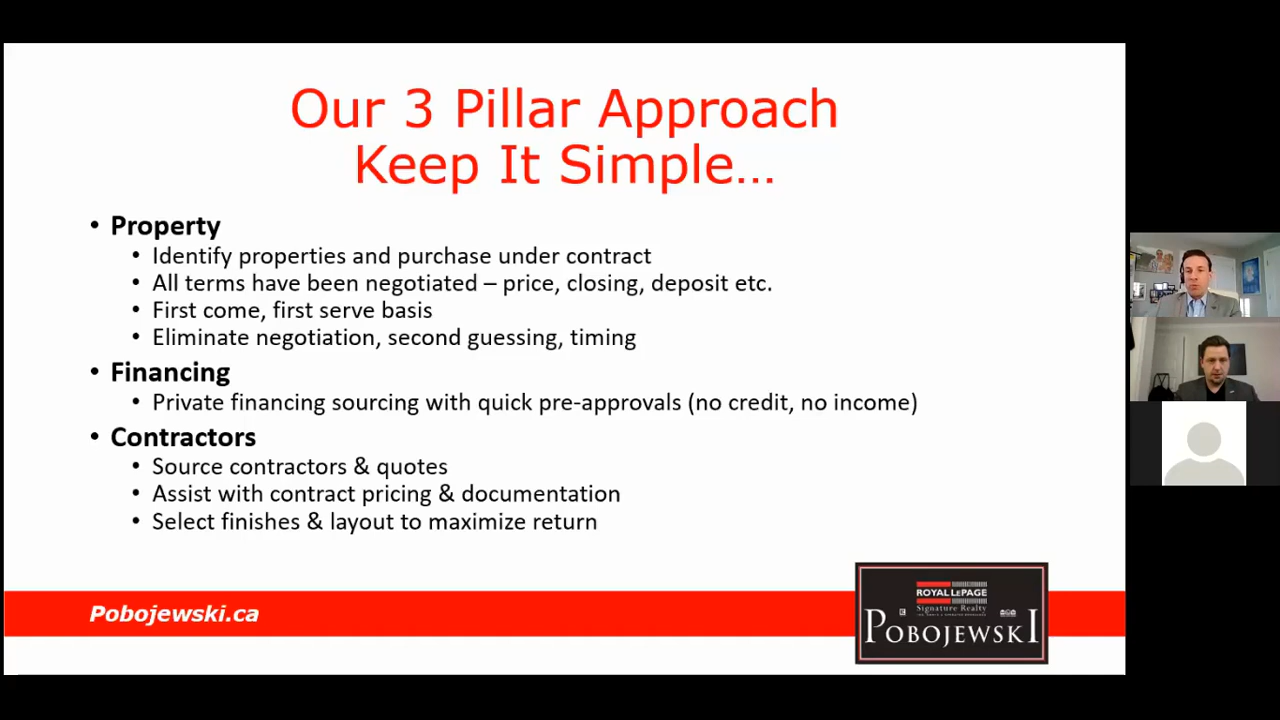 Our 3 Pillar Approach
Keep It Simple...
• Property
• Identify properties and purchase under contract
• All terms have been negotiated – price, closing, deposit etc.
• First come, first serve basis
• Eliminate negotiation, second guessing, timing
• Financing
• Private financing sourcing with quick pre-approvals (no credit, no income)
• Contractors
• Source contractors & quotes
• Assist with contract pricing & documentation
• Select finishes & layout to maximize return
Pobojewski.ca
ROYAL LEPAGE
Signature Realty
POBOJEWSKI